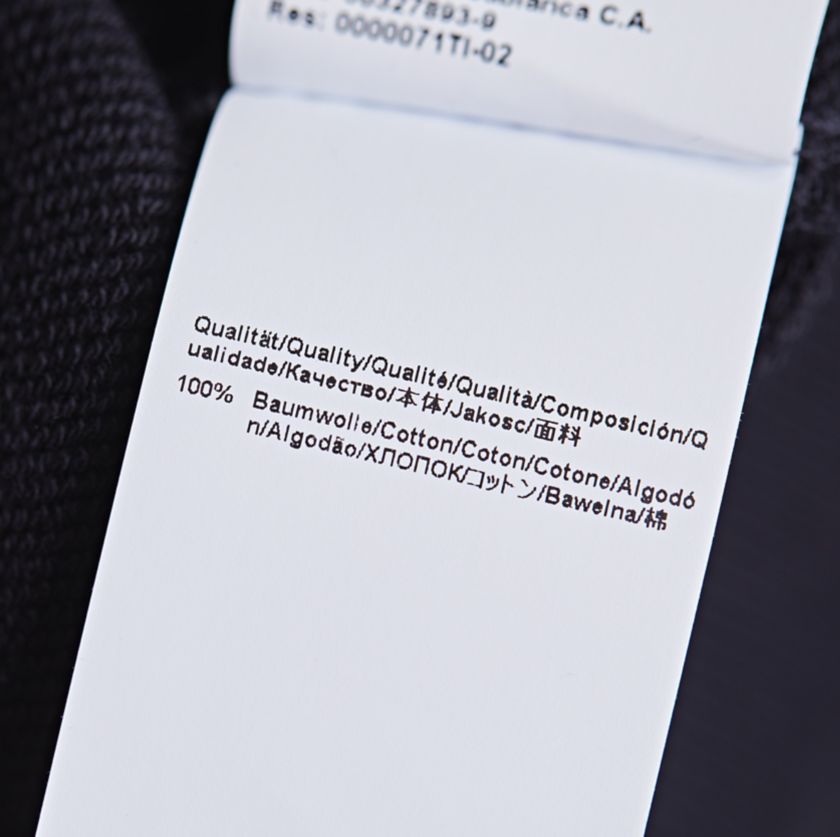 C.A.
Res: 0000071TI-02
Qualität/Quality/Qualité/Qualità/Composición/Q
ualidade/Качество/本体/Jakosc/面料
100% Baumwolle/Cotton/Coton/Cotone/Algodó
n/Algodão/ХЛОПОК/コットン/Bawelna/棉